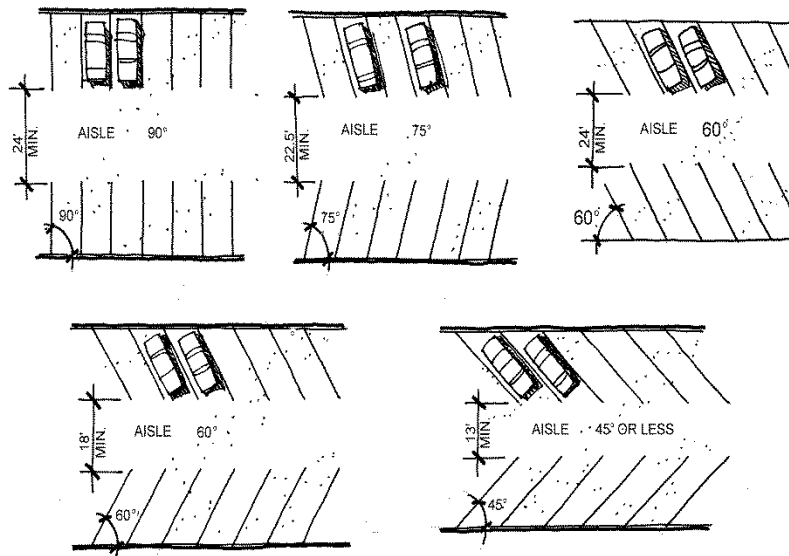 24' MIN.
AISLE 90°
90°
22.5' MIN.
AISLE 75°
75°
24' MIN.
AISLE 60°
60°
18' MIN.
AISLE 60°
60°
13' MIN.
AISLE 45° OR LESS
45°